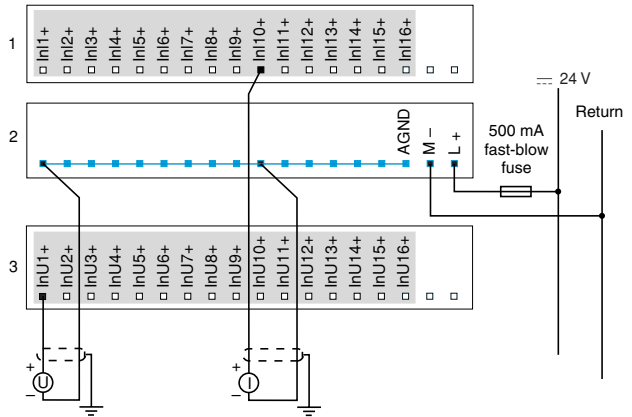 1
InI1+ InI2+ InI3+ InI4+ InI5+ InI6+ InI7+ InI8+ InI9+ InI10+ InI11+ InI12+ InI13+ InI14+ InI15+ InI16+
24 V
Return
2
AGND M – L +
500 mA
fast-blow
fuse
3
InU1+ InU2+ InU3+ InU4+ InU5+ InU6+ InU7+ InU8+ InU9+ InU10+ InU11+ InU12+ InU13+ InU14+ InU15+ InU16+
+ U –
+ I –